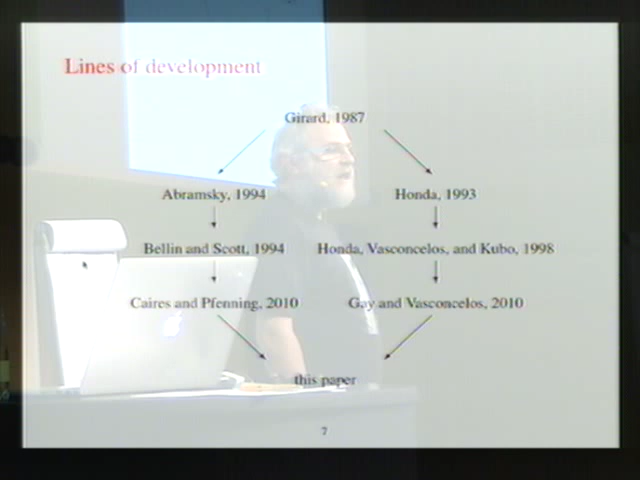 Lines of development
Girard, 1987
Abramsky, 1994
Honda, 1993
Bellin and Scott, 1994
Honda, Vasconcelos, and Kubo, 1998
Caires and Pfenning, 2010
Gay and Vasconcelos, 2010
this paper
7